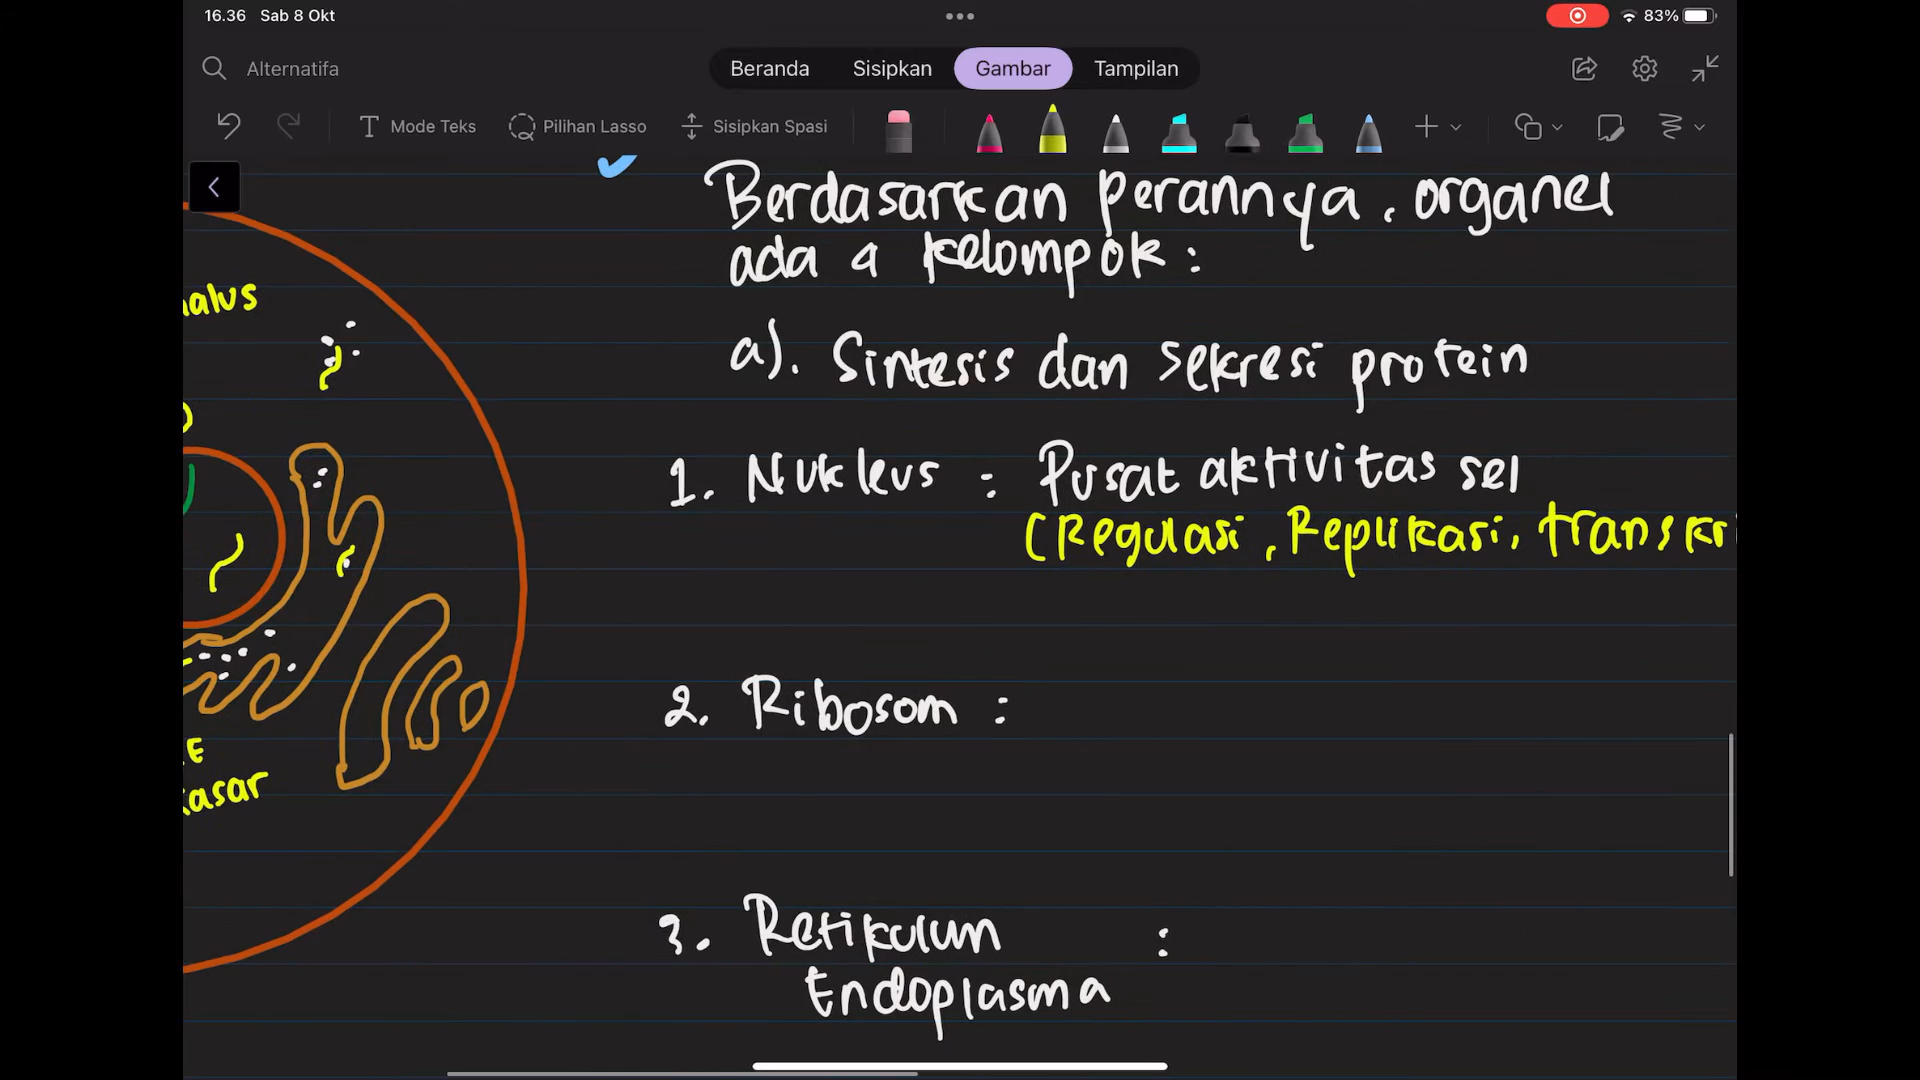 16.36 Sab 8 Okt
83%
Alternatifa
Beranda Sisipkan Gambar Tampilan
Mode Teks Pilihan Lasso Sisipkan Spasi
Berdasarkan perannya, organel
ada 4 kelompok :
a). Sintesis dan sekresi protein
1. Nukleus : Pusat aktivitas sel
(Regulasi, Replikasi, transkri
2. Ribosom :
3. Retikulum :
Endoplasma
alus
E
asar